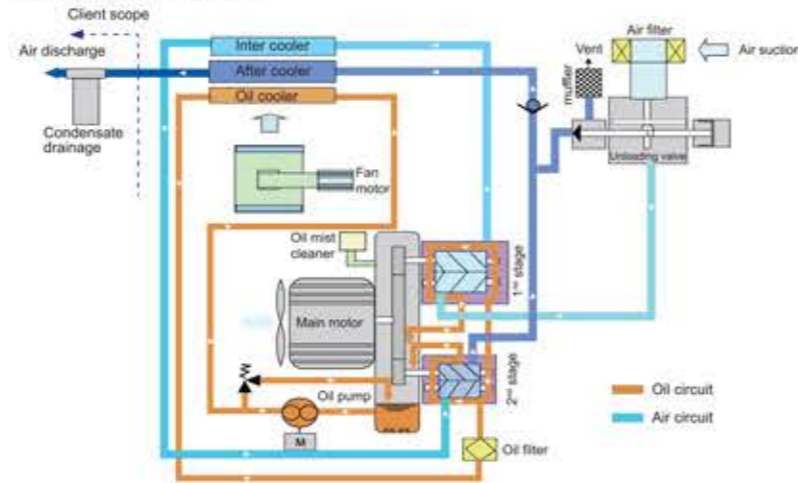 Client scope
Air discharge
Condensate
drainage
Inter cooler
After cooler
Oil cooler
Fan
motor
Oil mist
cleaner
Main motor
Oil pump
M
Oil filter
1ˢᵗ stage
2ⁿᵈ stage
Vent
muffler
Air filter
Air suction
Unloading valve
Oil circuit
Air circuit